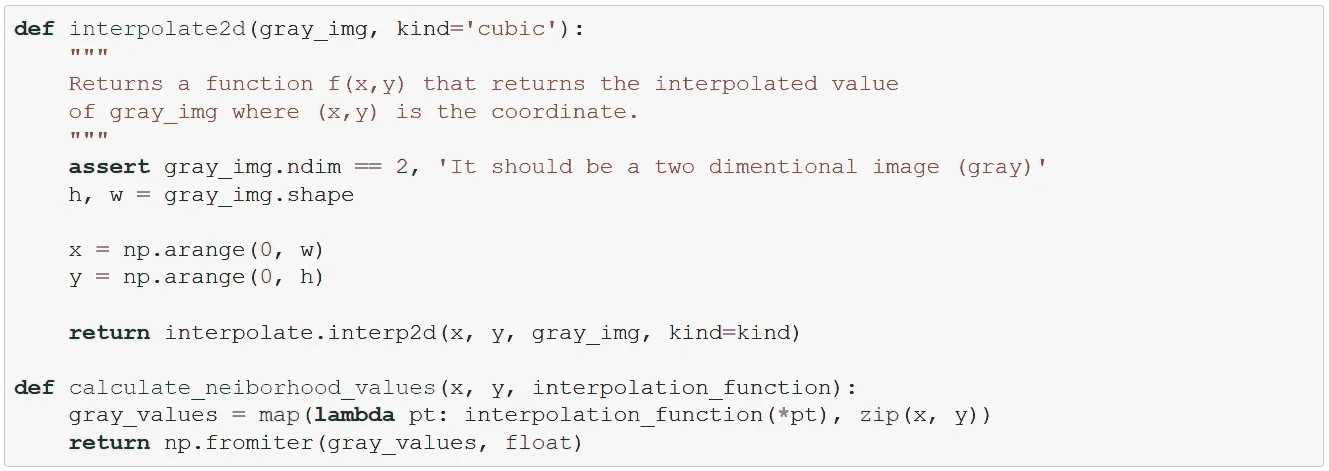 def interpolate2d(gray_img, kind='cubic'):
    """
    Returns a function f(x,y) that returns the interpolated value
    of gray_img where (x,y) is the coordinate.
    """
    assert gray_img.ndim == 2, 'It should be a two dimentional image (gray)'
    h, w = gray_img.shape

    x = np.arange(0, w)
    y = np.arange(0, h)

    return interpolate.interp2d(x, y, gray_img, kind=kind)

def calculate_neiborhood_values(x, y, interpolation_function):
    gray_values = map(lambda pt: interpolation_function(*pt), zip(x, y))
    return np.fromiter(gray_values, float)